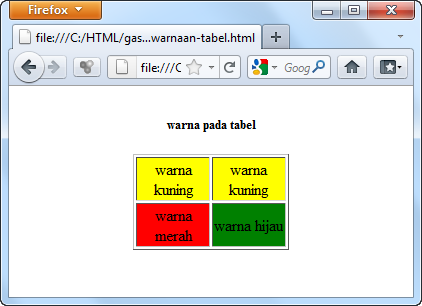 Firefox
file:///C:/HTML/gas...warnaan-tabel.html
file:///C
Goog
warna pada tabel
warna kuning
warna kuning
warna merah
warna hijau